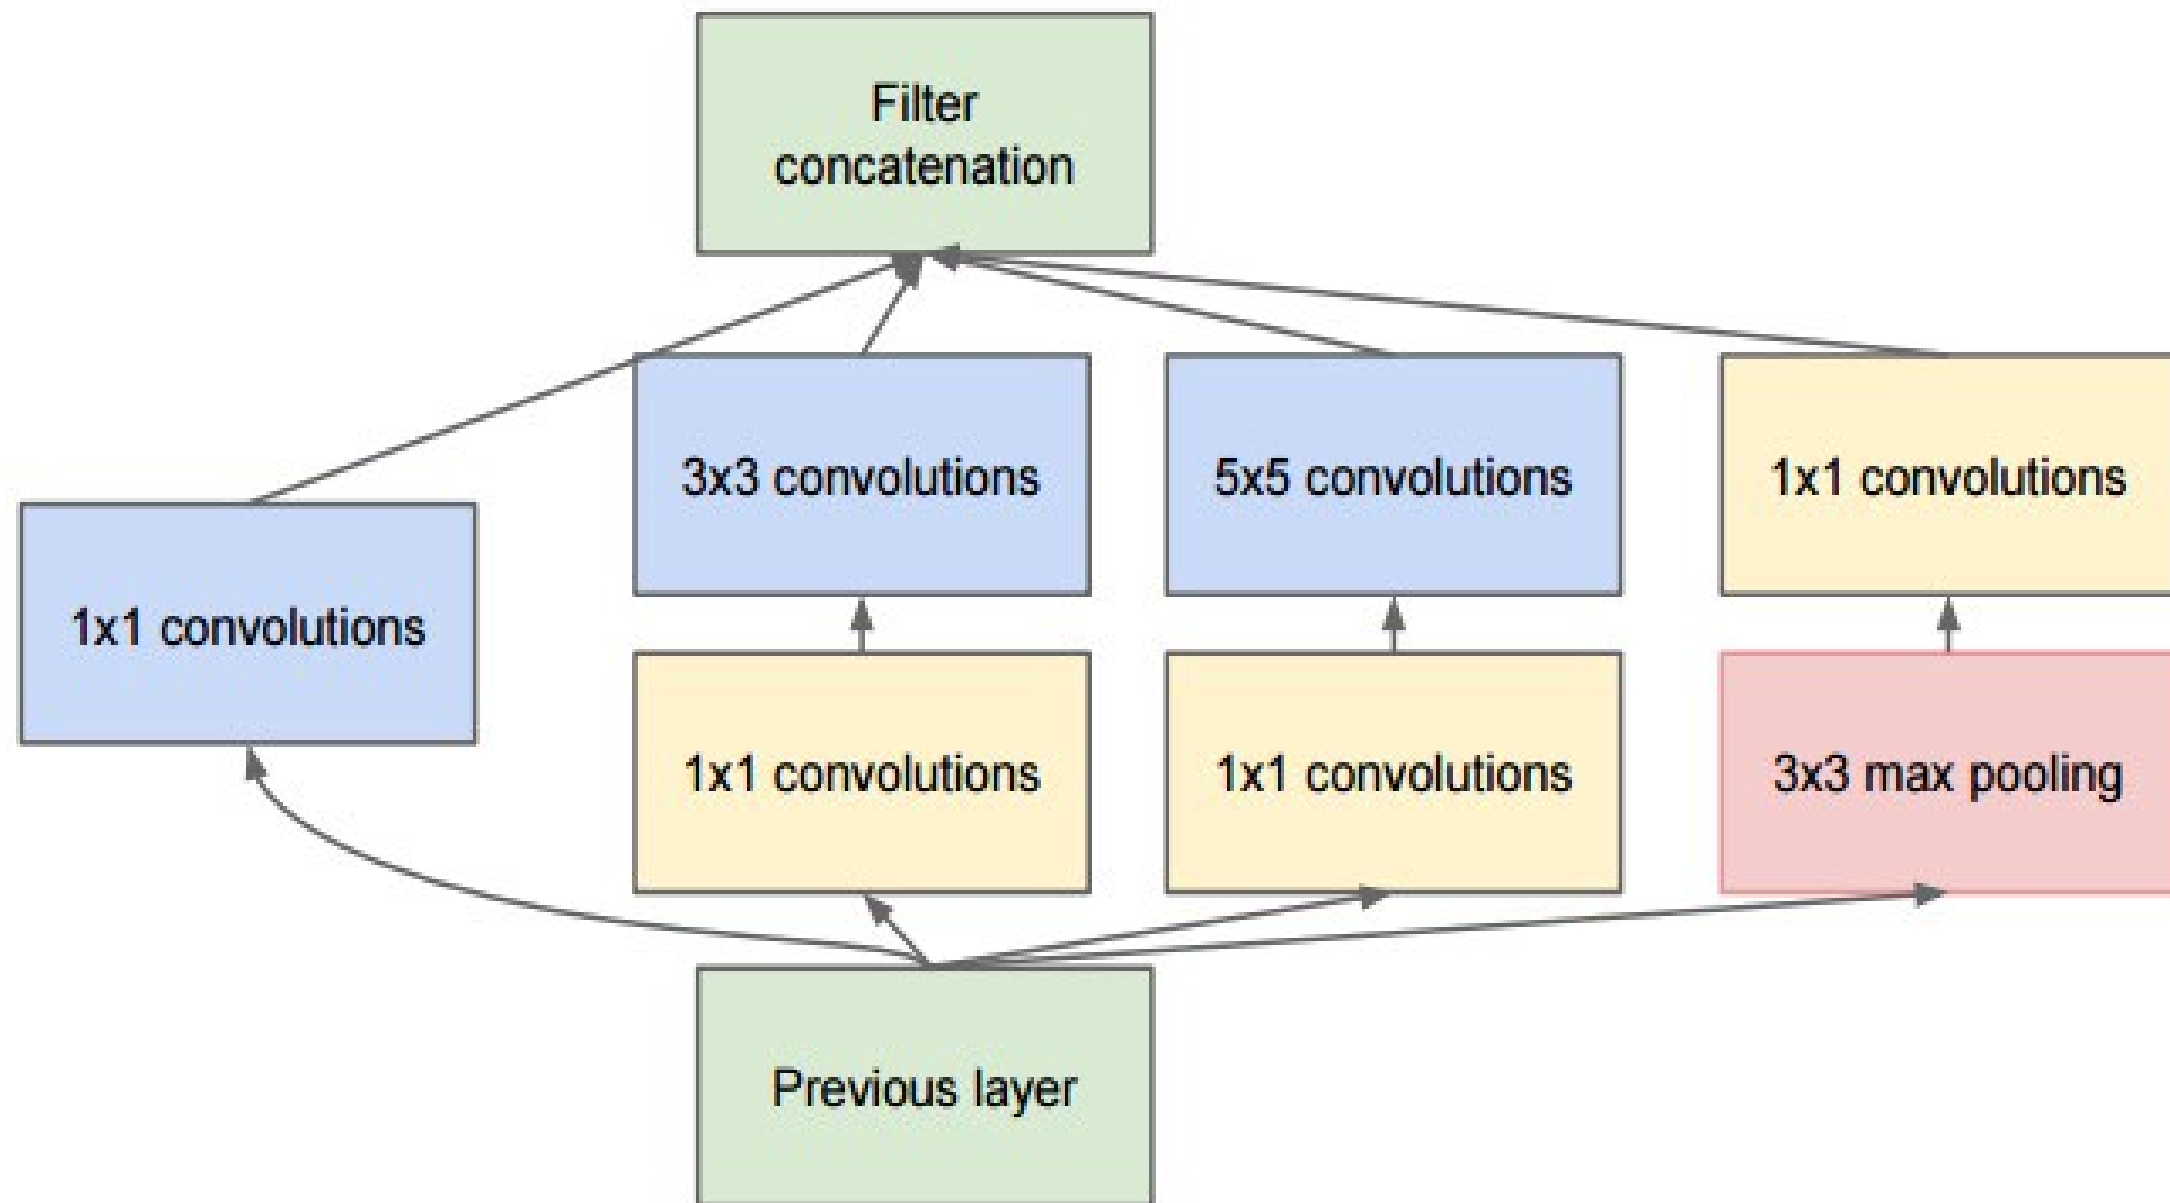 Filter
concatenation
3x3 convolutions
5x5 convolutions
1x1 convolutions
1x1 convolutions
1x1 convolutions
1x1 convolutions
3x3 max pooling
Previous layer